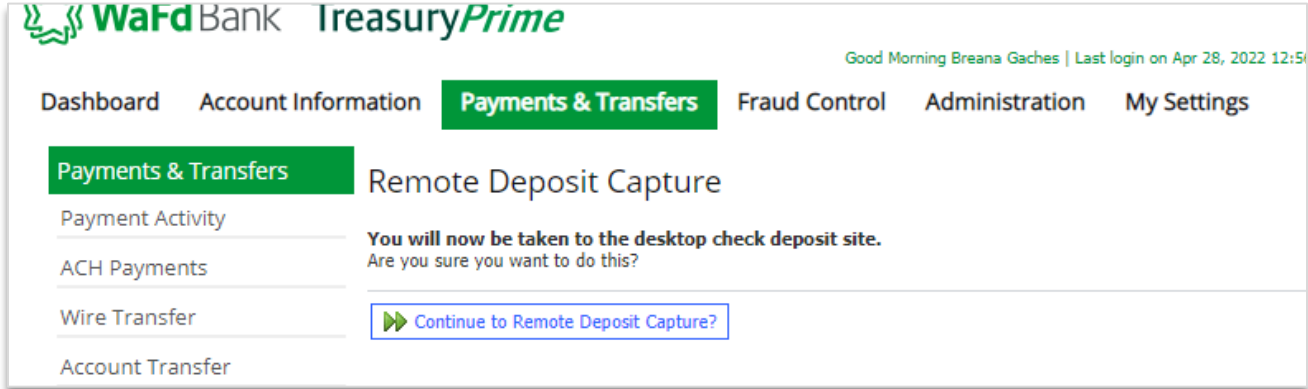 WaFd Bank TreasuryPrime
Good Morning Breana Gaches | Last login on Apr 28, 2022 12:5
Dashboard Account Information Payments & Transfers Fraud Control Administration My Settings
Payments & Transfers
Payment Activity
ACH Payments
Wire Transfer
Account Transfer
Remote Deposit Capture
You will now be taken to the desktop check deposit site.
Are you sure you want to do this?
Continue to Remote Deposit Capture?